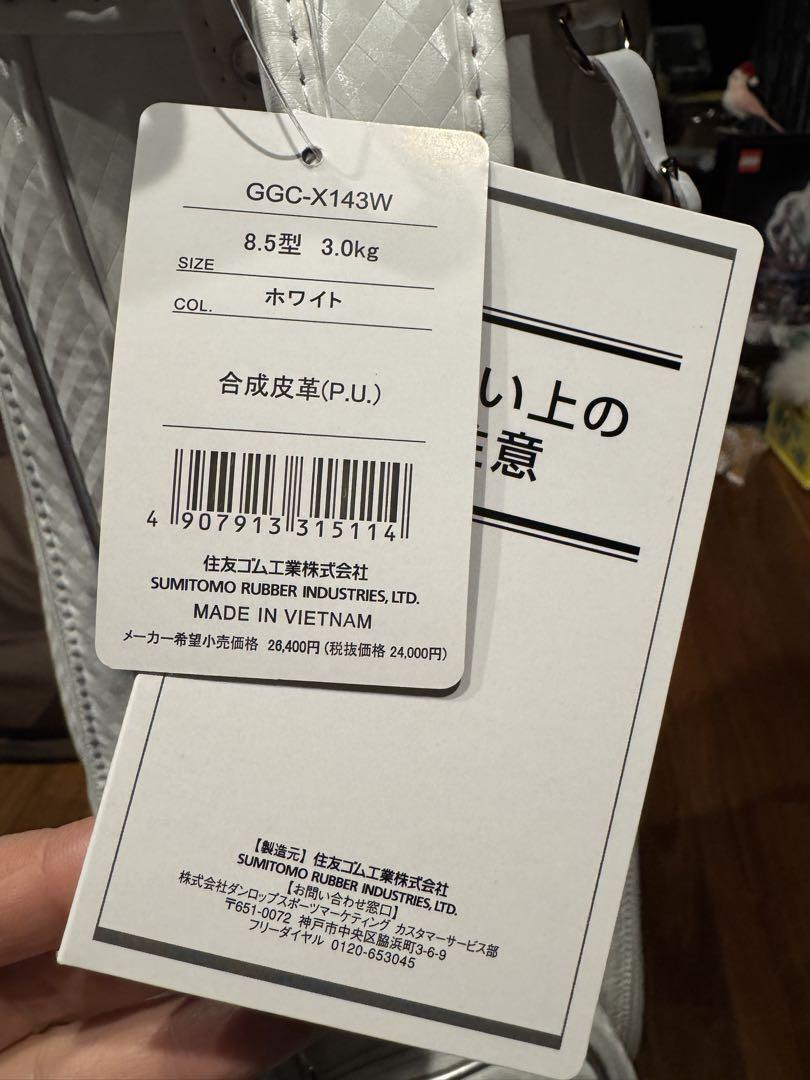 GGC-X143W
8.5型 3.0kg
SIZE
COL. ホワイト
合成皮革(P.U.)
4 907913 315114
住友ゴム工業株式会社
SUMITOMO RUBBER INDUSTRIES, LTD.
MADE IN VIETNAM
メーカー希望小売価格 26,400円(税抜価格 24,000円)
い上の
意
【製造元】住友ゴム工業株式会社
SUMITOMO RUBBER INDUSTRIES, LTD.
【お問い合わせ窓口】
株式会社ダンロップスポーツマーケティング カスタマーサービス部
〒651-0072 神戸市中央区脇浜町3-6-9
フリーダイヤル 0120-653045